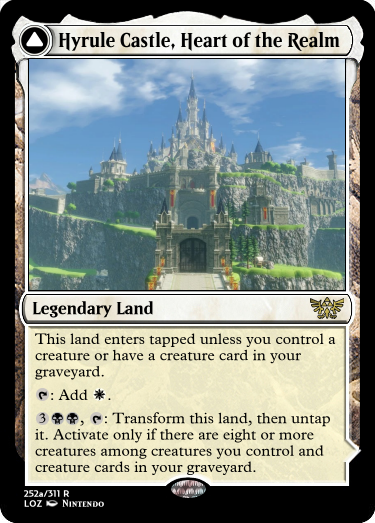 Hyrule Castle, Heart of the Realm
Legendary Land
This land enters tapped unless you control a
creature or have a creature card in your
graveyard.
: Add .
3, : Transform this land, then untap
it. Activate only if there are eight or more
creatures among creatures you control and
creature cards in your graveyard.
252a/311 R
LOZ Nintendo